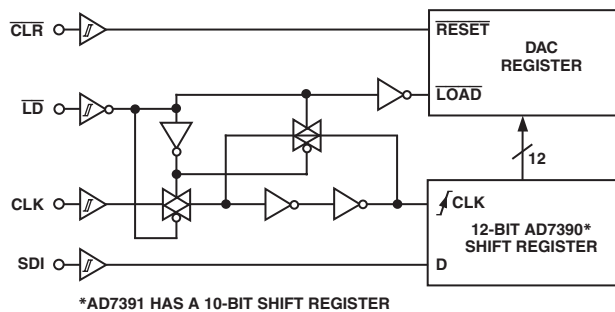 CLR
RESET
DAC
REGISTER
LD
LOAD
12
CLK
CLK
12-BIT AD7390*
SHIFT REGISTER
SDI
D
*AD7391 HAS A 10-BIT SHIFT REGISTER